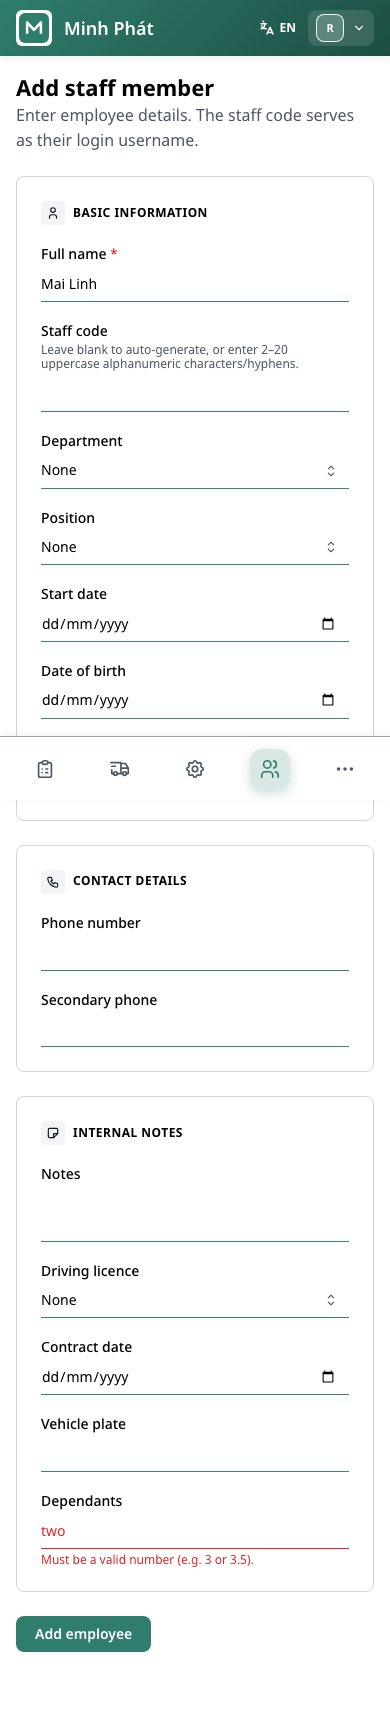 Minh Phát
EN
R
Add staff member
Enter employee details. The staff code serves
as their login username.
BASIC INFORMATION
Full name *
Mai Linh
Staff code
Leave blank to auto-generate, or enter 2–20
uppercase alphanumeric characters/hyphens.
Department
None
Position
None
Start date
dd/mm/yyyy
Date of birth
dd/mm/yyyy
CONTACT DETAILS
Phone number
Secondary phone
INTERNAL NOTES
Notes
Driving licence
None
Contract date
dd/mm/yyyy
Vehicle plate
Dependants
two
Must be a valid number (e.g. 3 or 3.5).
Add employee